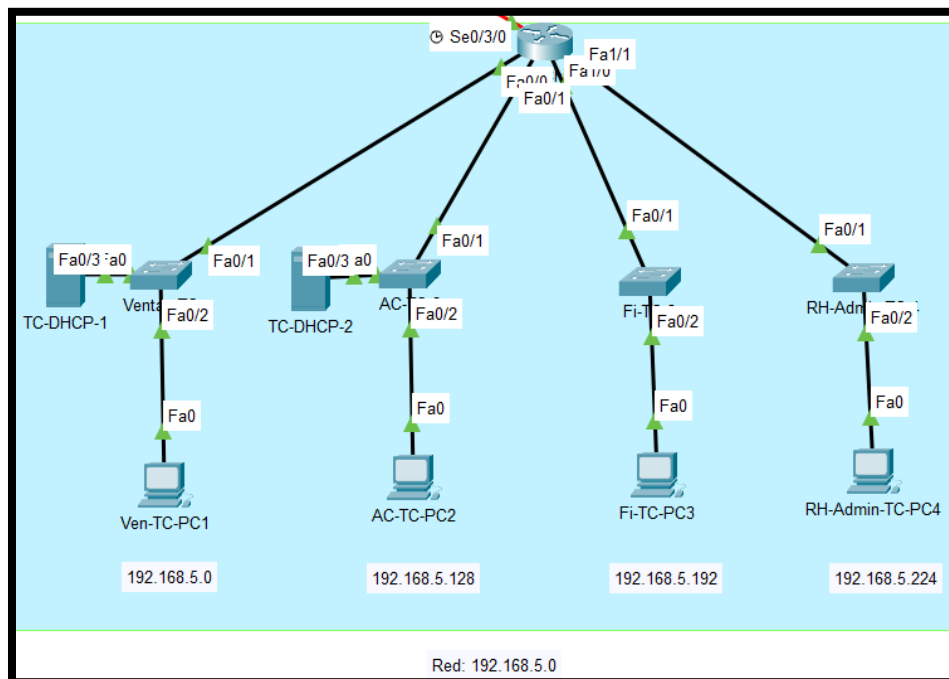 Se0/3/0
Fa1/1
Fa0/0
Fa1/0
Fa0/1
Fa0/1
Fa0/1
Fa0/1
Fa0/1
Fa0/3
Fa0/3
TC-DHCP-1
TC-DHCP-2
Fa0/2
Fa0/2
Fa0/2
Fa0/2
Fa0
Fa0
Fa0
Fa0
Ven-TC-PC1
AC-TC-PC2
Fi-TC-PC3
RH-Admin-TC-PC4
192.168.5.0
192.168.5.128
192.168.5.192
192.168.5.224
Red: 192.168.5.0